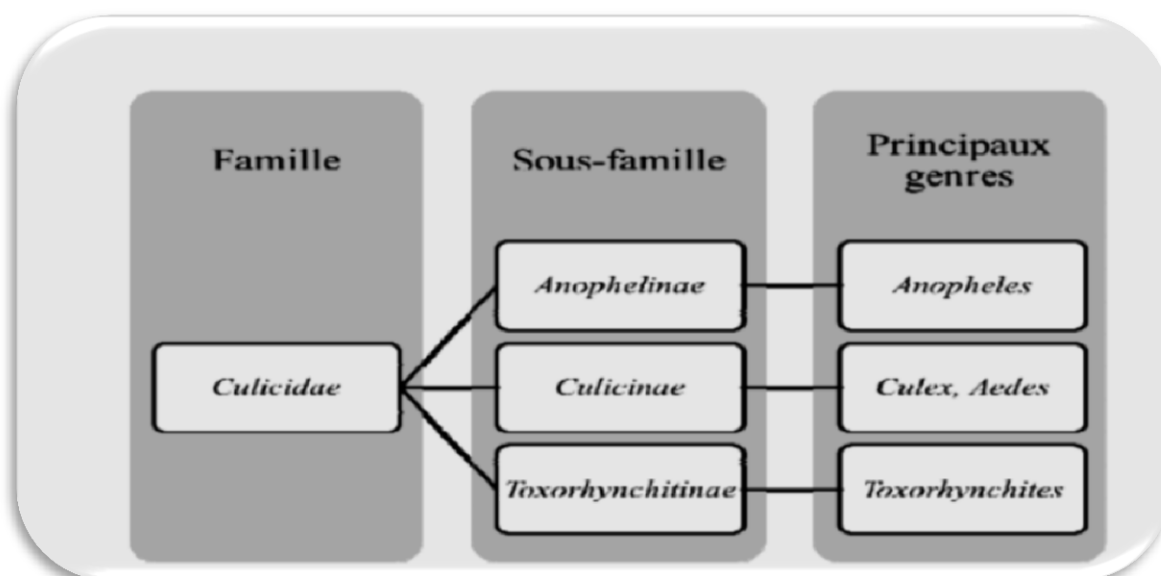 Famille
Sous-famille
Principaux
genres
Culicidae
Anophelinae
Culicinae
Toxorhynchitinae
Anopheles
Culex, Aedes
Toxorhynchites